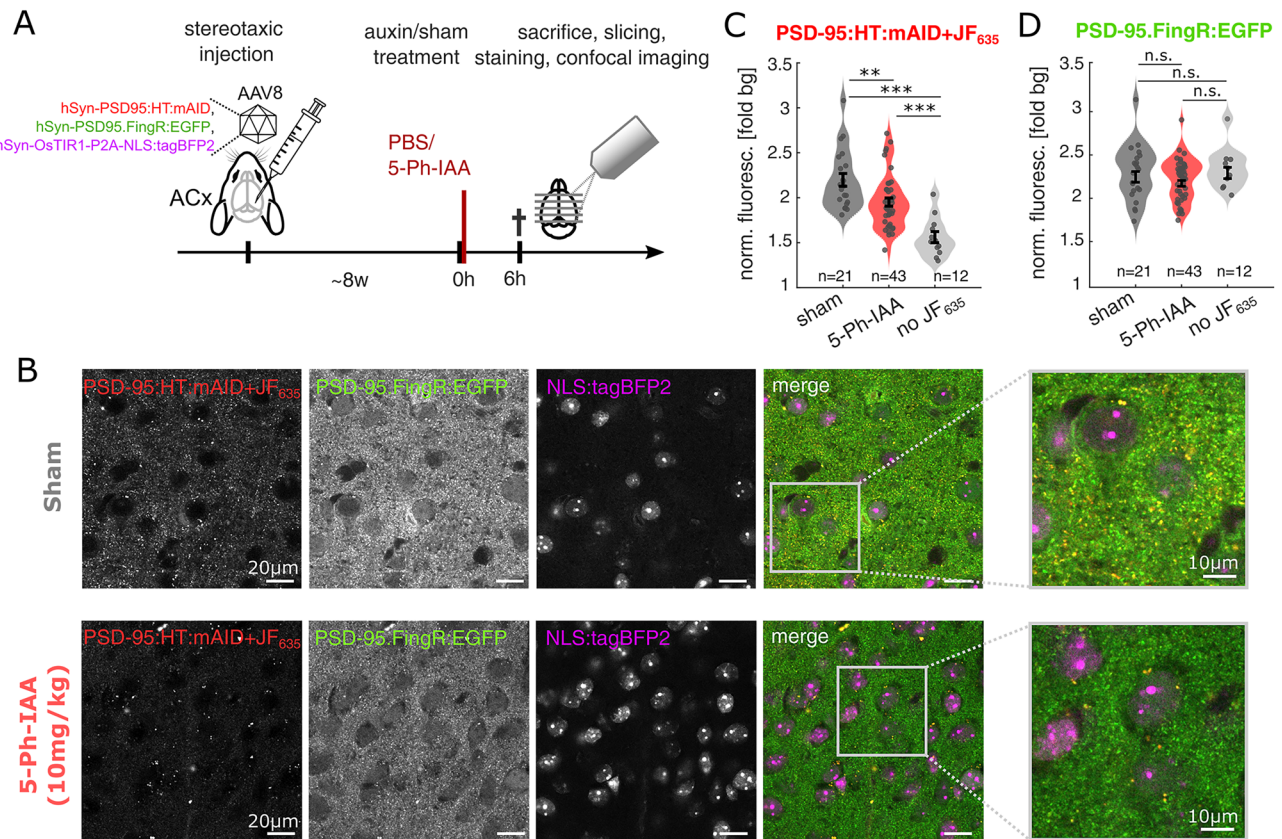 A
stereotaxic
injection
auxin/sham
treatment
sacrifice, slicing,
staining, confocal imaging
AAV8
hSyn-PSD95:HT:mAID,
hSyn-PSD95.FingR:EGFP,
hSyn-OsTIR1-P2A-NLS:tagBFP2
PBS/
5-Ph-IAA
ACx
~8w
0h
6h
C
PSD-95:HT:mAID+JF635
norm. fluoresc. [fold bg]
3.5
3
2.5
2
1.5
1
**
***
***
n=21
n=43
n=12
sham
5-Ph-IAA
no JF635
D
PSD-95.FingR:EGFP
norm. fluoresc. [fold bg]
3.5
3
2.5
2
1.5
1
n.s.
n.s.
n.s.
n=21
n=43
n=12
sham
5-Ph-IAA
no JF635
B
Sham
PSD-95:HT:mAID+JF635
20µm
PSD-95.FingR:EGFP
NLS:tagBFP2
merge
10µm
5-Ph-IAA
(10mg/kg)
PSD-95:HT:mAID+JF635
20µm
PSD-95.FingR:EGFP
NLS:tagBFP2
merge
10µm